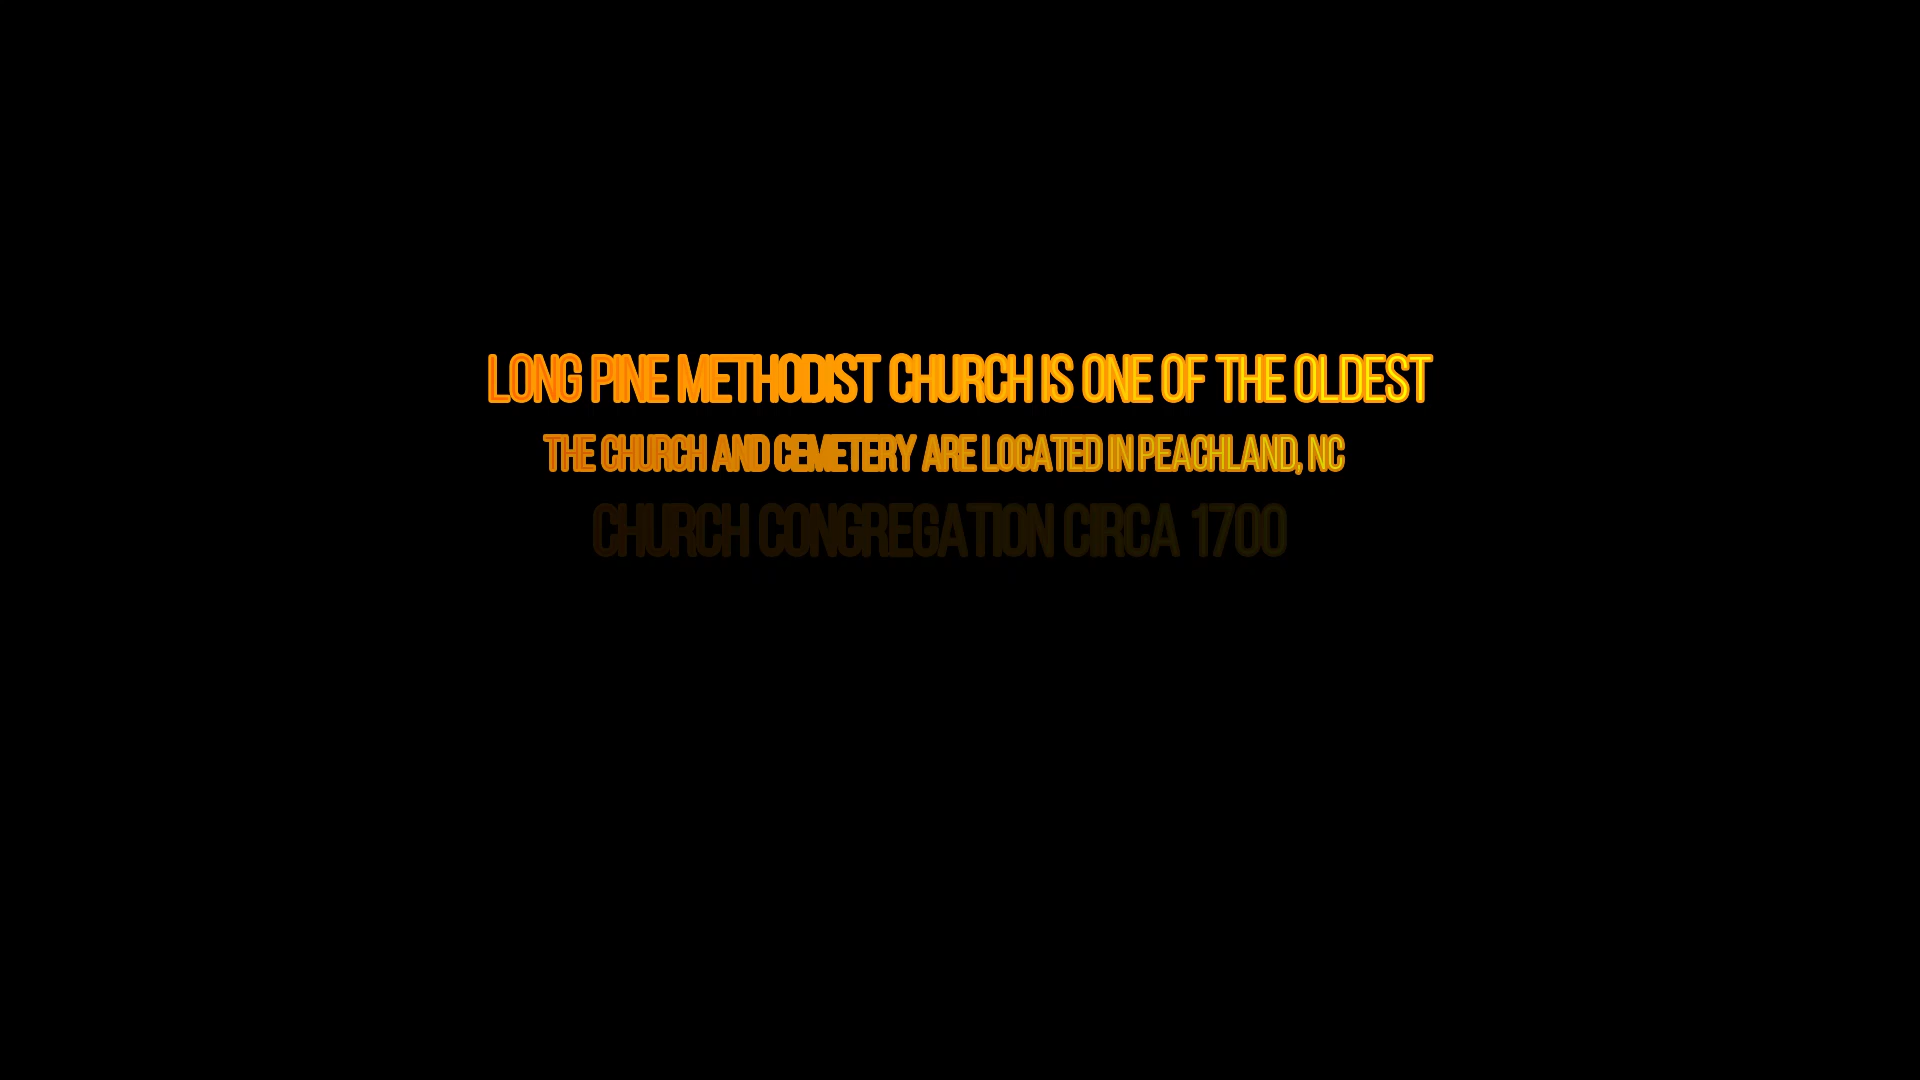 LONG PINE METHODIST CHURCH IS ONE OF THE OLDEST
THE CHURCH AND CEMETERY ARE LOCATED IN PEACHLAND, NC
CHURCH CONGREGATION CIRCA 1700